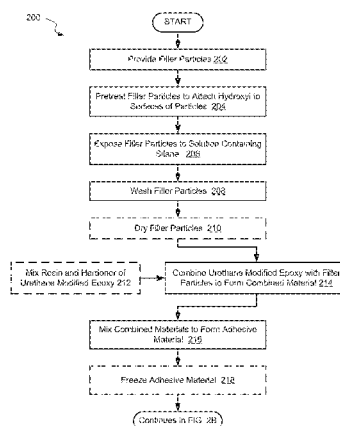 200
START
Provide Filler Particles 202
Pretreat Filler Particles to Attach Hydroxyl to
Surfaces of Particles 204
Expose Filler Particles to Solution Containing
Silane 206
Wash Filler Particles 208
Dry Filler Particles 210
Mix Resin and Hardener of
Urethane Modified Epoxy 212
Combine Urethane Modified Epoxy with Filler
Particles to Form Combined Material 214
Mix Combined Materials to Form Adhesive
Material 216
Freeze Adhesive Material 218
Continues in FIG. 2B